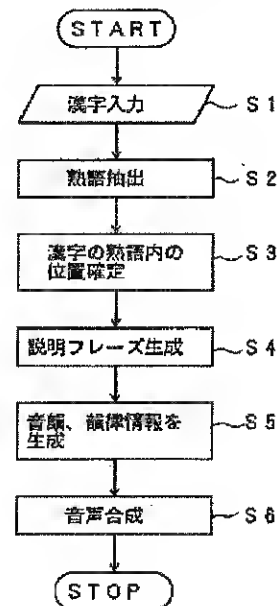 START
漢字入力 S1
熟語抽出 S2
漢字の熟語内の
位置確定 S3
説明フレーズ生成 S4
音韻、韻律情報を
生成 S5
音声合成 S6
STOP